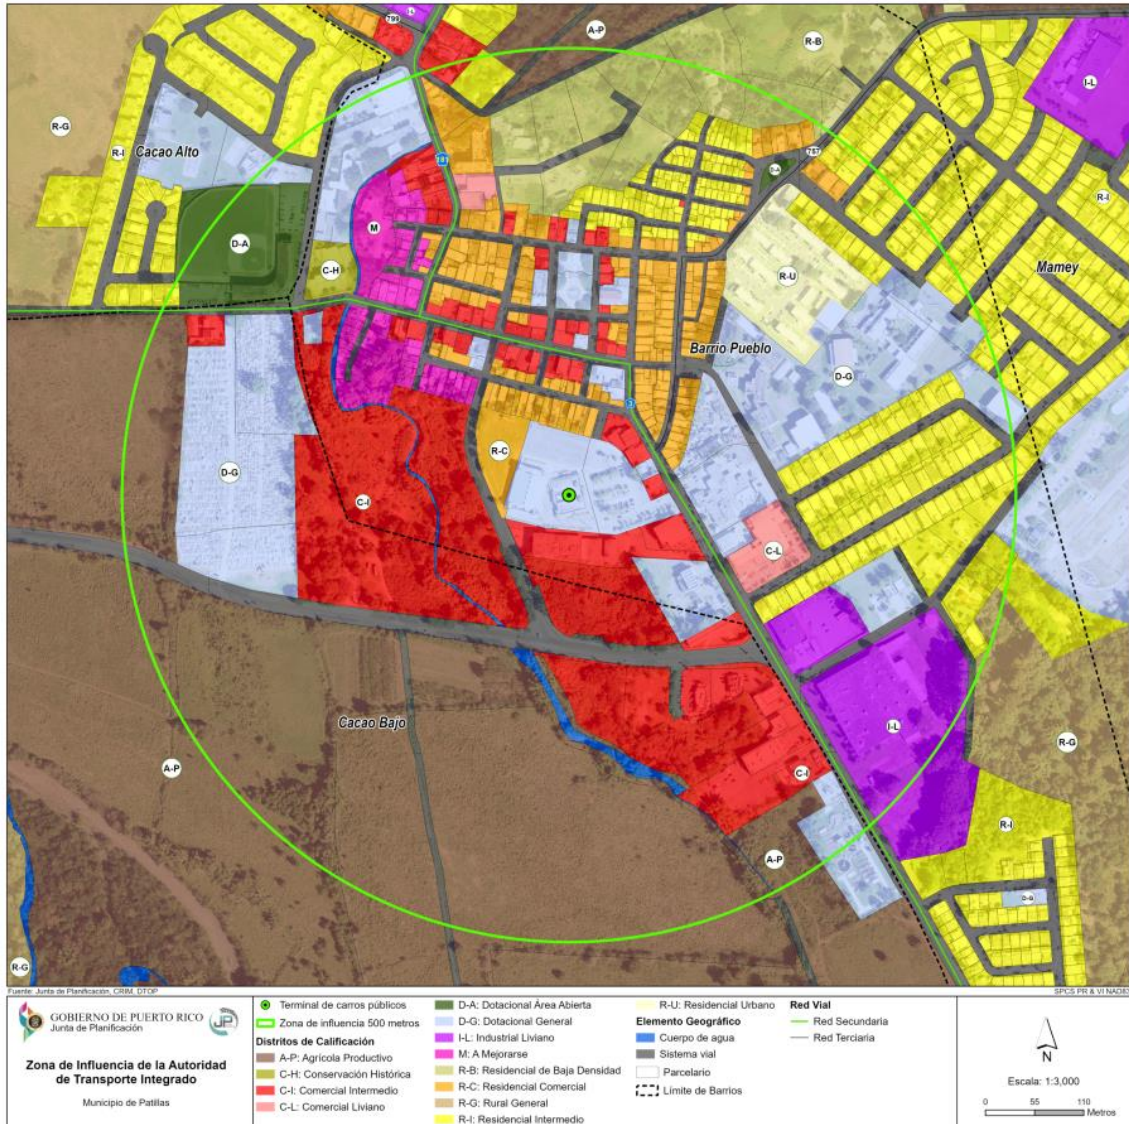 I-L
799
A-P
R-B
I-L
R-G
R-I
Cacao Alto
181
787
D-A
R-I
M
D-A
C-H
R-U
Mamey
Barrio Pueblo
D-G
3
R-C
D-G
C-I
C-L
Cacao Bajo
I-L
R-G
A-P
C-I
R-I
A-P
R-G
Fuente: Junta de Planificación, CRIM, DTOP
SPCS PR & VI NAD83
GOBIERNO DE PUERTO RICO
Junta de Planificación
JP
Zona de Influencia de la Autoridad
de Transporte Integrado
Municipio de Patillas
Terminal de carros públicos
Zona de influencia 500 metros
Distritos de Calificación
A-P: Agrícola Productivo
C-H: Conservación Histórica
C-I: Comercial Intermedio
C-L: Comercial Liviano
D-A: Dotacional Área Abierta
D-G: Dotacional General
I-L: Industrial Liviano
M: A Mejorarse
R-B: Residencial de Baja Densidad
R-C: Residencial Comercial
R-G: Rural General
R-I: Residencial Intermedio
R-U: Residencial Urbano
Elemento Geográfico
Cuerpo de agua
Sistema vial
Parcelario
Límite de Barrios
Red Vial
Red Secundaria
Red Terciaria
N
Escala: 1:3,000
0 55 110
Metros